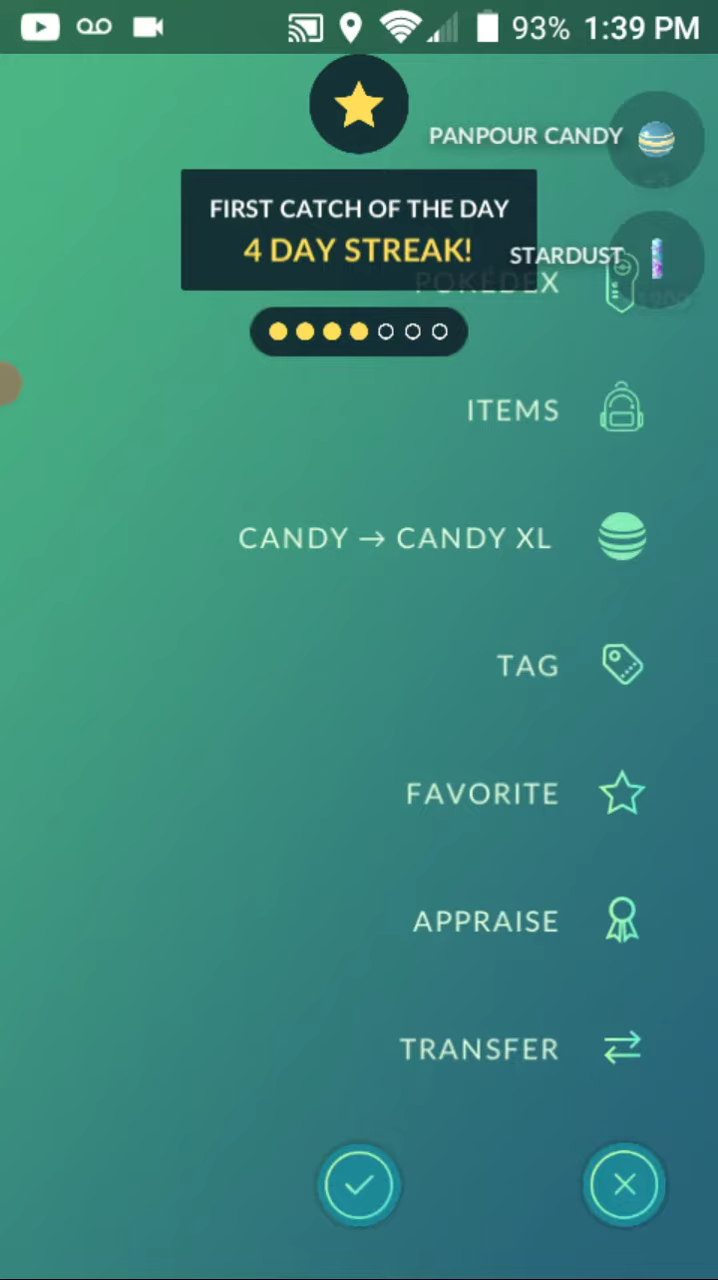 93% 1:39 PM
PANPOUR CANDY
FIRST CATCH OF THE DAY
4 DAY STREAK!
STARDUST
POKÉDEX
ITEMS
CANDY → CANDY XL
TAG
FAVORITE
APPRAISE
TRANSFER